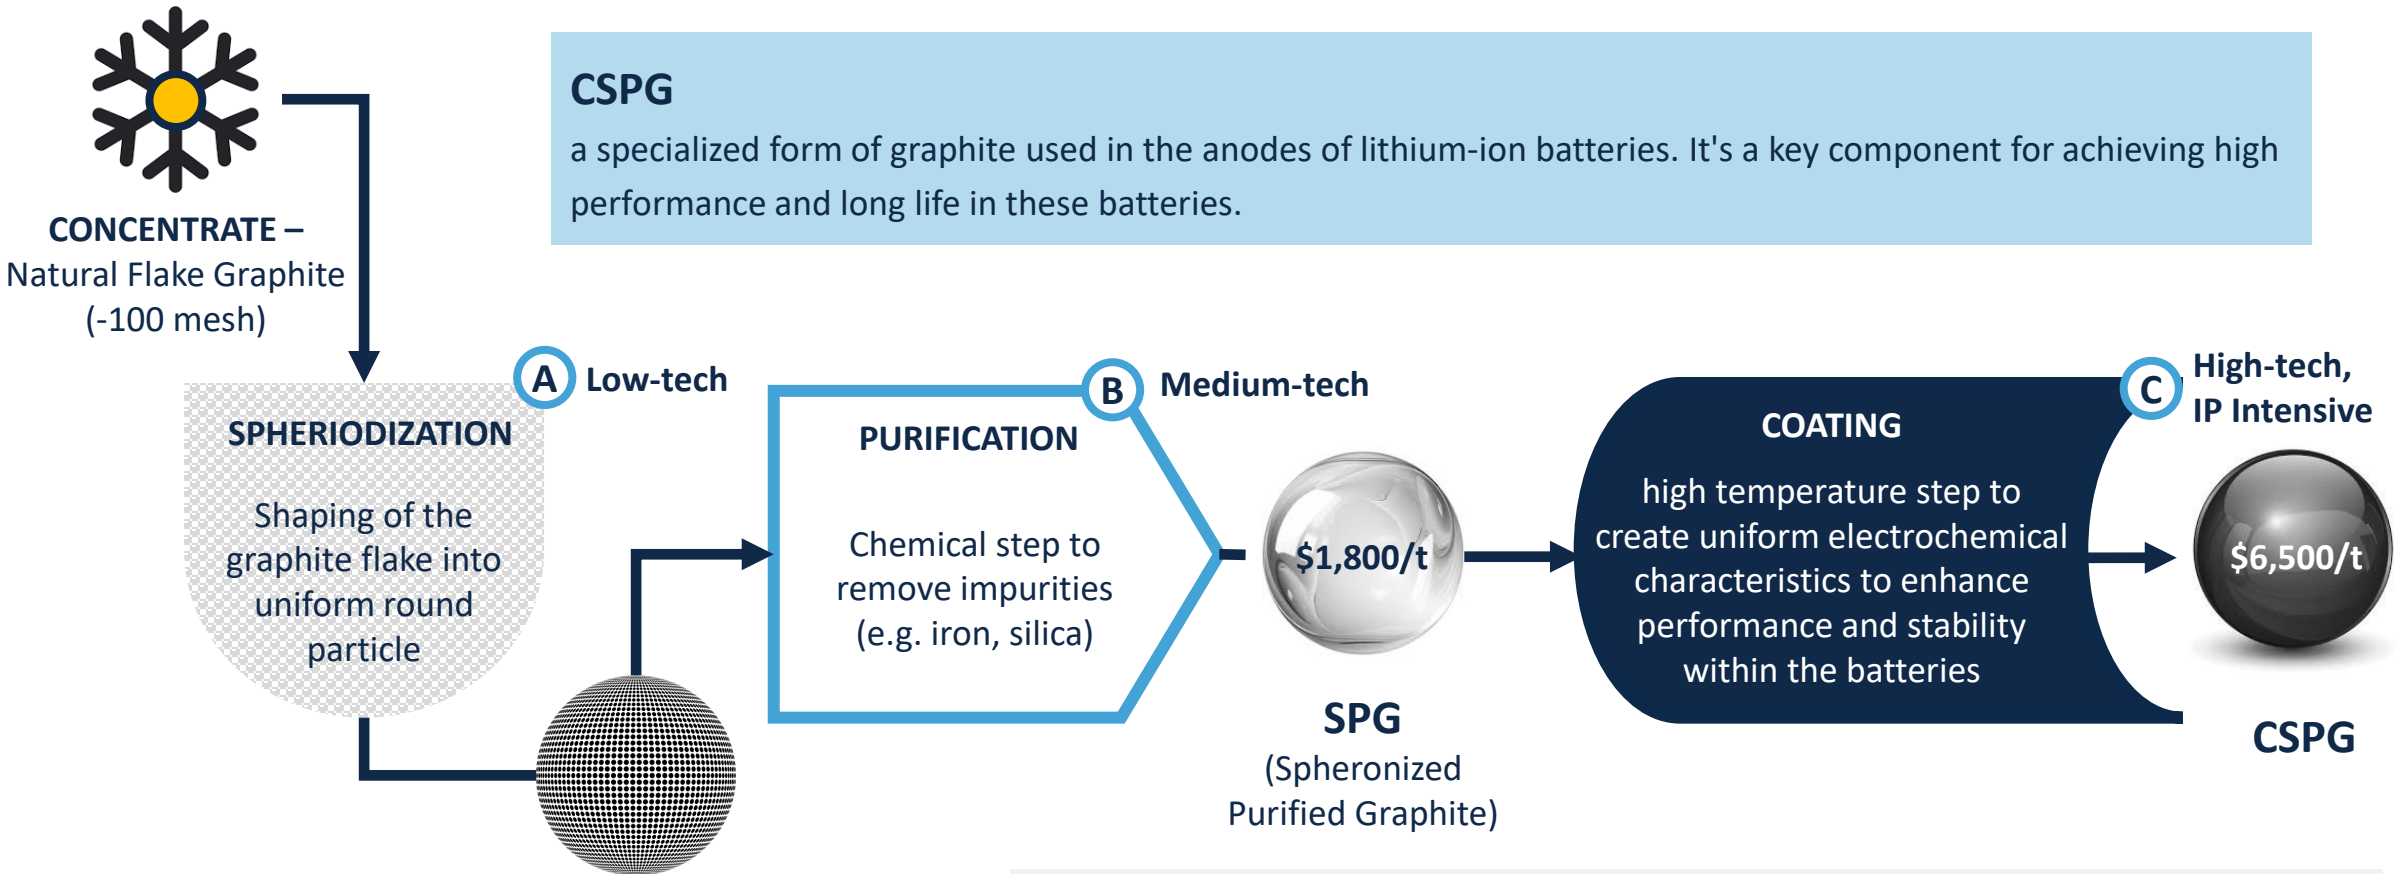 CSPG
a specialized form of graphite used in the anodes of lithium-ion batteries. It's a key component for achieving high
performance and long life in these batteries.
CONCENTRATE –
Natural Flake Graphite
(-100 mesh)
A
Low-tech
SPHERIODIZATION
Shaping of the
graphite flake into
uniform round
particle
B
Medium-tech
PURIFICATION
Chemical step to
remove impurities
(e.g. iron, silica)
$1,800/t
SPG
(Spheronized
Purified Graphite)
C
High-tech,
IP Intensive
COATING
high temperature step to
create uniform electrochemical
characteristics to enhance
performance and stability
within the batteries
$6,500/t
CSPG